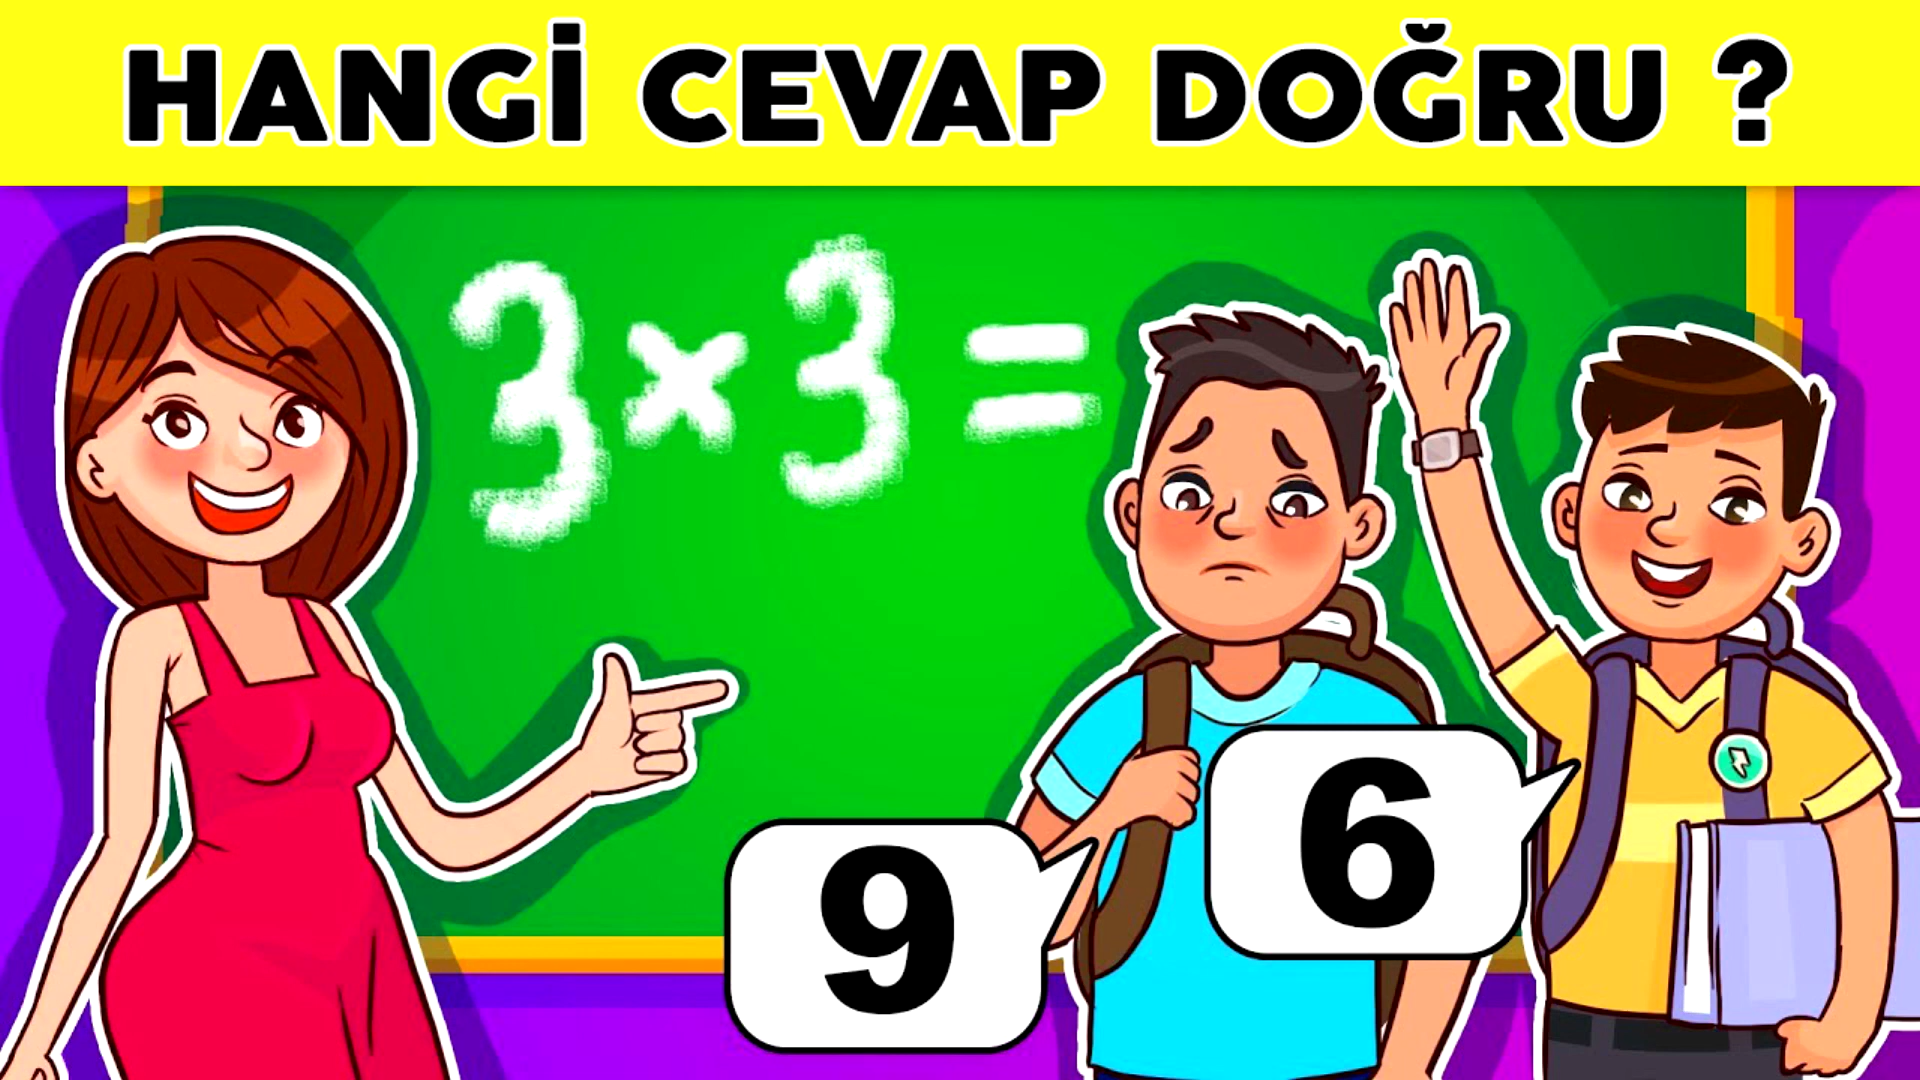 HANGİ CEVAP DOĞRU ?
3 × 3 =
9
6